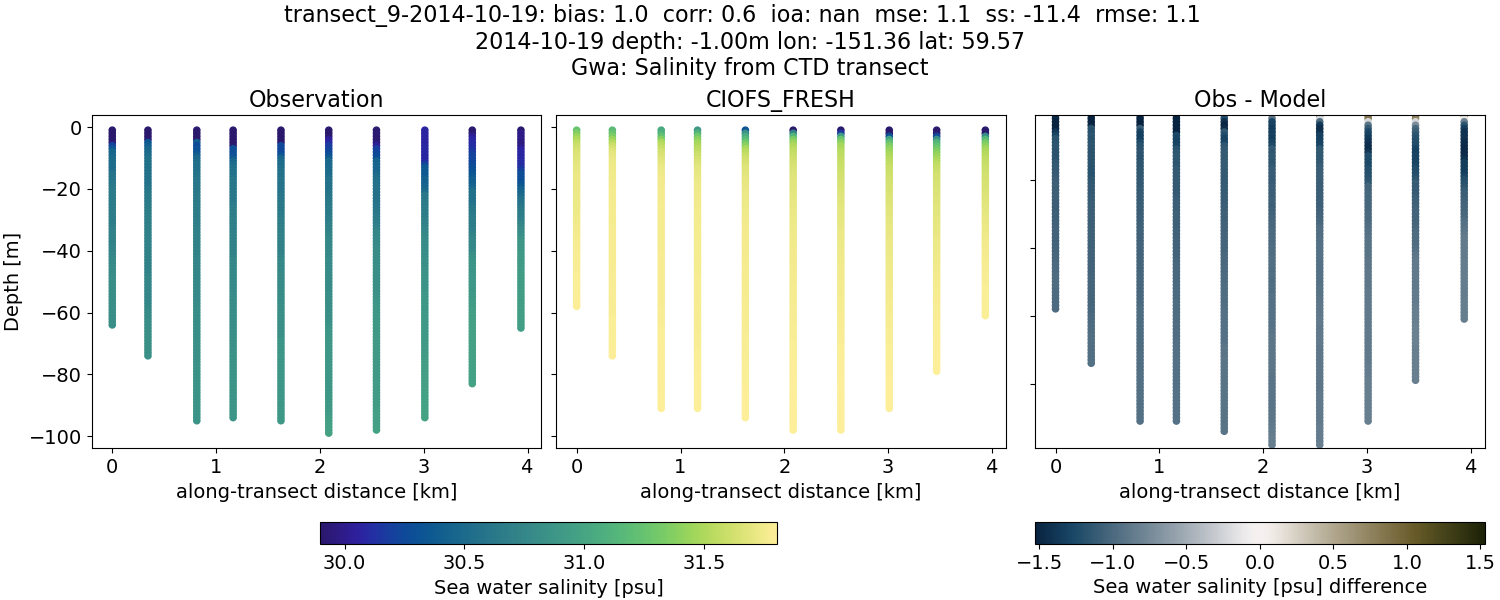 transect_9-2014-10-19: bias: 1.0  corr: 0.6  ioa: nan  mse: 1.1  ss: -11.4  rmse: 1.1
2014-10-19 depth: -1.00m lon: -151.36 lat: 59.57
Gwa: Salinity from CTD transect
Observation
CIOFS_FRESH
Obs - Model
Depth [m]
0
−20
−40
−60
−80
−100
0 1 2 3 4
0 1 2 3 4
0 1 2 3 4
along-transect distance [km]
along-transect distance [km]
along-transect distance [km]
30.0 30.5 31.0 31.5
Sea water salinity [psu]
−1.5 −1.0 −0.5 0.0 0.5 1.0 1.5
Sea water salinity [psu] difference